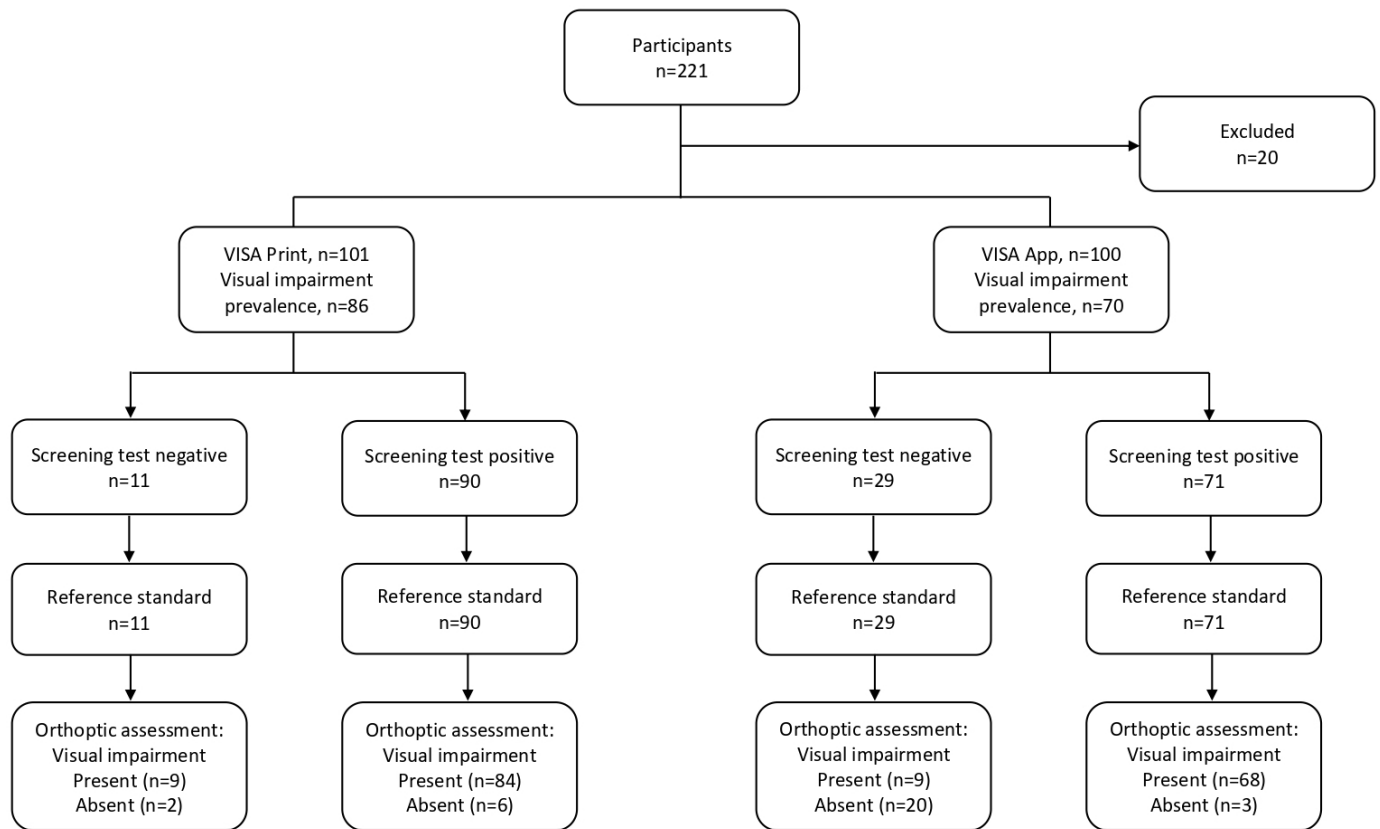 Participants
n=221
Excluded
n=20
VISA Print, n=101
Visual impairment
prevalence, n=86
VISA App, n=100
Visual impairment
prevalence, n=70
Screening test negative
n=11
Screening test positive
n=90
Screening test negative
n=29
Screening test positive
n=71
Reference standard
n=11
Reference standard
n=90
Reference standard
n=29
Reference standard
n=71
Orthoptic assessment:
Visual impairment
Present (n=9)
Absent (n=2)
Orthoptic assessment:
Visual impairment
Present (n=84)
Absent (n=6)
Orthoptic assessment:
Visual impairment
Present (n=9)
Absent (n=20)
Orthoptic assessment:
Visual impairment
Present (n=68)
Absent (n=3)